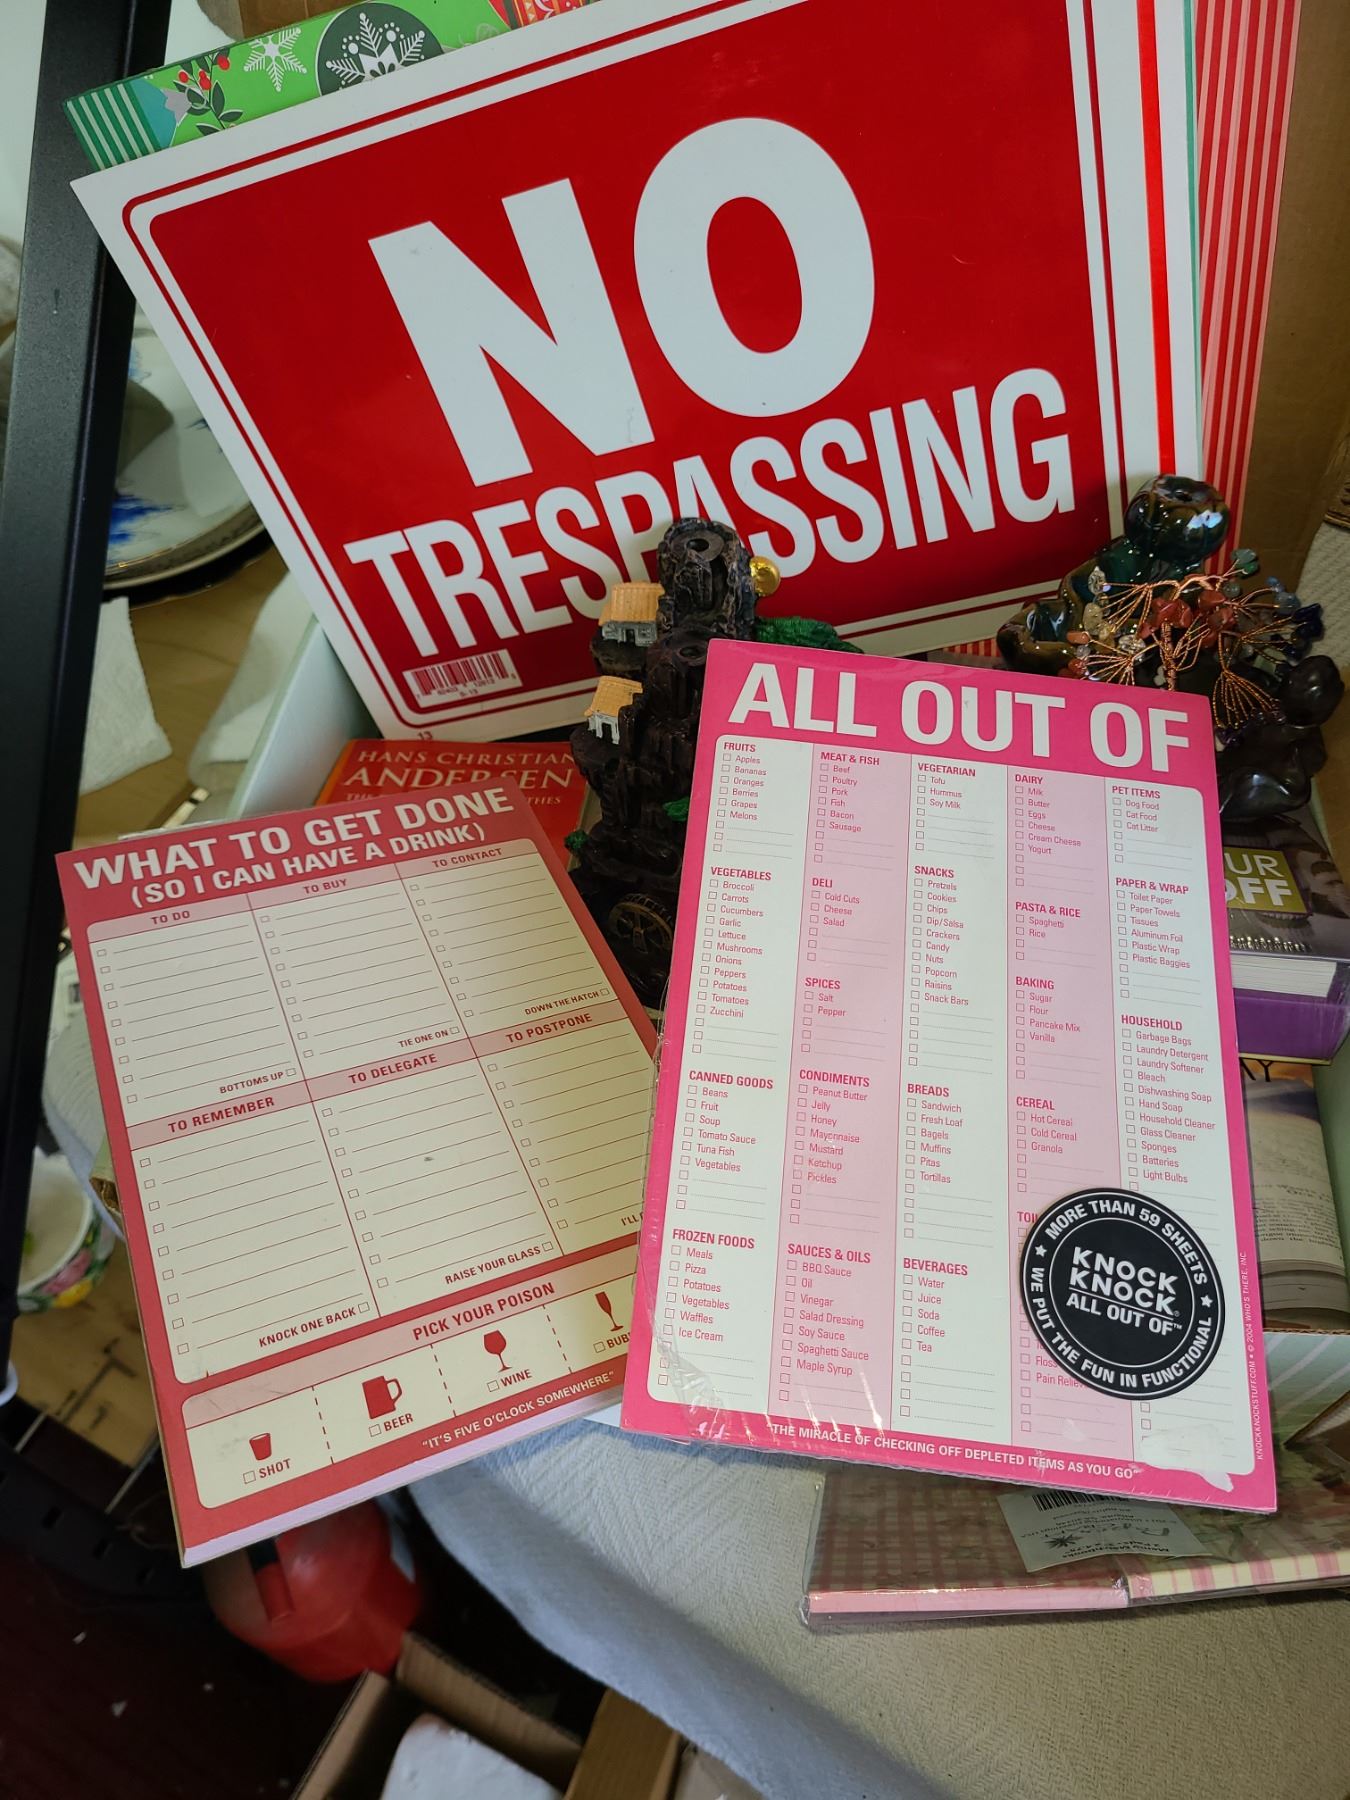 NO
TRESPASSING
13
HANS CHRISTIAN
ANDERSEN
WHAT TO GET DONE
(SO I CAN HAVE A DRINK)
TO DO
TO BUY
TO CONTACT
BOTTOMS UP
TIE ONE ON
DOWN THE HATCH
TO REMEMBER
TO DELEGATE
TO POSTPONE
KNOCK ONE BACK
RAISE YOUR GLASS
PICK YOUR POISON
SHOT
BEER
WINE
"IT'S FIVE O'CLOCK SOMEWHERE"
ALL OUT OF
FRUITS
Apples
Bananas
Oranges
Berries
Grapes
Melons
VEGETABLES
Broccoli
Carrots
Cucumbers
Garlic
Lettuce
Mushrooms
Onions
Peppers
Potatoes
Tomatoes
Zucchini
CANNED GOODS
Beans
Fruit
Soup
Tomato Sauce
Tuna Fish
Vegetables
FROZEN FOODS
Meals
Pizza
Potatoes
Vegetables
Waffles
Ice Cream
MEAT & FISH
Beef
Poultry
Pork
Fish
Bacon
Sausage
DELI
Cold Cuts
Cheese
Salad
SPICES
Salt
Pepper
CONDIMENTS
Peanut Butter
Jelly
Honey
Mayonnaise
Mustard
Ketchup
Pickles
SAUCES & OILS
BBQ Sauce
Oil
Vinegar
Salad Dressing
Soy Sauce
Spaghetti Sauce
Maple Syrup
VEGETARIAN
Tofu
Hummus
Soy Milk
SNACKS
Pretzels
Cookies
Chips
Dip/Salsa
Crackers
Candy
Nuts
Popcorn
Raisins
Snack Bars
BREADS
Sandwich
Fresh Loaf
Bagels
Muffins
Pitas
Tortillas
BEVERAGES
Water
Juice
Soda
Coffee
Tea
DAIRY
Milk
Butter
Eggs
Cheese
Cream Cheese
Yogurt
PASTA & RICE
Spaghetti
Rice
BAKING
Sugar
Flour
Pancake Mix
Vanilla
CEREAL
Hot Cereal
Cold Cereal
Granola
Floss
Pain
PET ITEMS
Dog Food
Cat Food
Cat Litter
PAPER & WRAP
Toilet Paper
Paper Towels
Tissues
Aluminum Foil
Plastic Wrap
Plastic Baggies
HOUSEHOLD
Garbage Bags
Laundry Detergent
Laundry Softener
Bleach
Dishwashing Soap
Hand Soap
Household Cleaner
Glass Cleaner
Sponges
Batteries
Light Bulbs
MORE THAN 59 SHEETS
KNOCK
KNOCK®
ALL OUT OF™
WE PUT THE FUN IN FUNCTIONAL
"THE MIRACLE OF CHECKING OFF DEPLETED ITEMS AS YOU GO"
KNOCKKNOCKSTUFF.COM • © 2004 WHO'S THERE, INC.